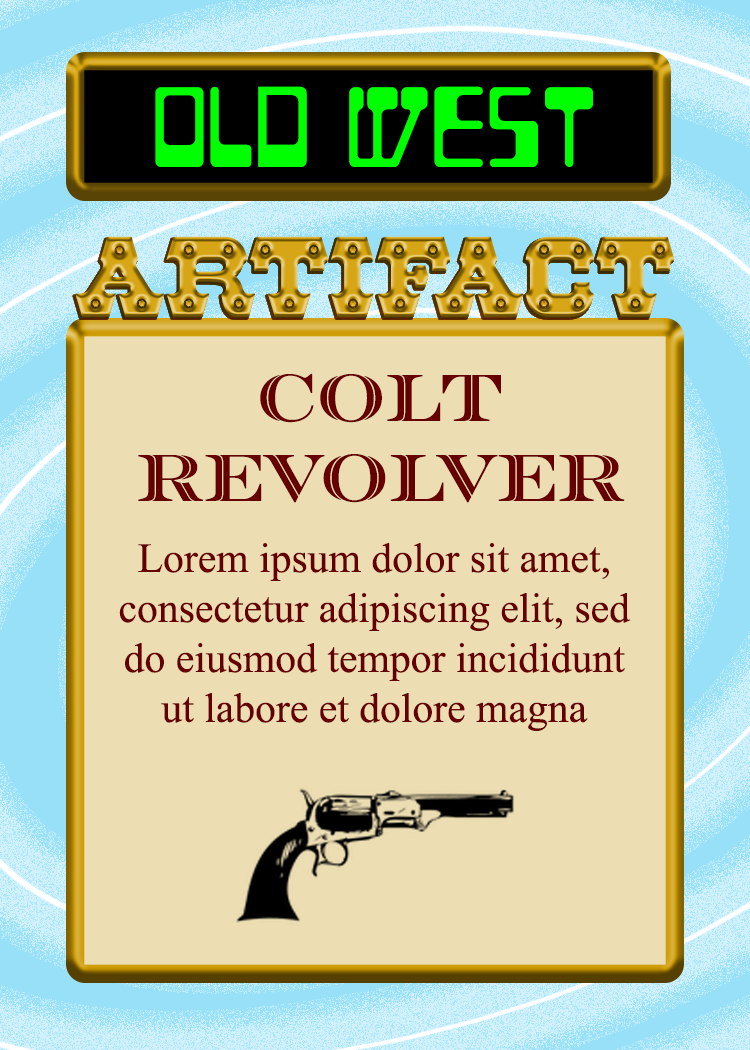 OLD WEST
ARTIFACT
COLT
REVOLVER
Lorem ipsum dolor sit amet,
consectetur adipiscing elit, sed
do eiusmod tempor incididunt
ut labore et dolore magna